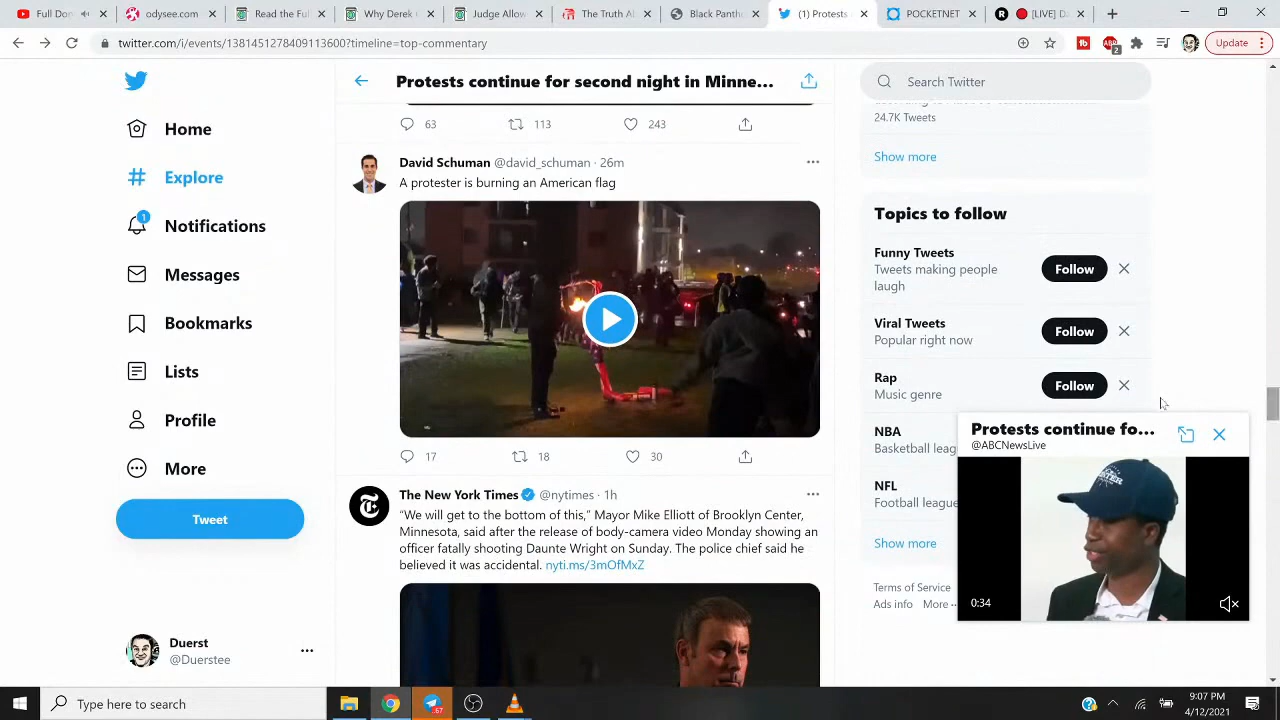 Full Do
odysee.com/
Read the Full
Why Derek C
Judge Allow
The Truth Ab
Black Panthe
(1) Protests
POCKETNET
[LIVE] D
twitter.com/i/events/1381451278409113600?timeline=top-commentary
2
Update
Home
Explore
1
Notifications
Messages
Bookmarks
Lists
Profile
More
Tweet
Duerst
@Duerstee
Protests continue for second night in Minne...
63 113 243
David Schuman @david_schuman · 26m
A protester is burning an American flag
17 18 30
The New York Times @nytimes · 1h
“We will get to the bottom of this,” Mayor Mike Elliott of Brooklyn Center,
Minnesota, said after the release of body-camera video Monday showing an
officer fatally shooting Daunte Wright on Sunday. The police chief said he
believed it was accidental. nyti.ms/3mOfMxZ
Search Twitter
24.7K Tweets
Show more
Topics to follow
Funny Tweets
Tweets making people
laugh
Follow
Viral Tweets
Popular right now
Follow
Rap
Music genre
Follow
NBA
Basketball leag
NFL
Football league
Show more
Terms of Service
Ads info More ··
Protests continue fo...
@ABCNewsLive
0:34
Type here to search
67
9:07 PM
4/12/2021